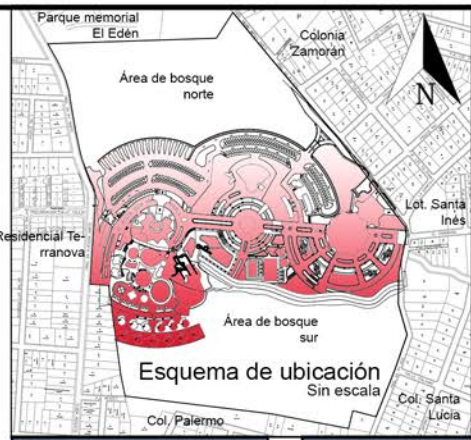 Parque memorial
El Edén
Colonia
Zamorán
Área de bosque
norte
N
Lot. Santa
Inés
Residencial Te-
rranova
Área de bosque
sur
Esquema de ubicación
Sin escala
Col. Santa
Lucia
Col. Palermo